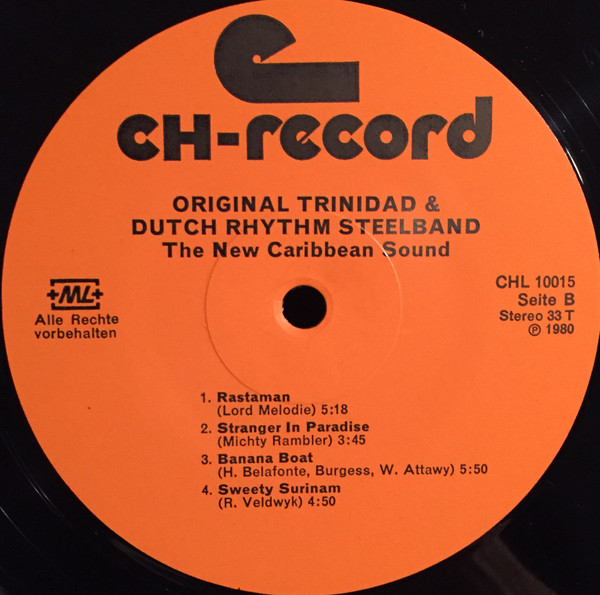 CH-record
ORIGINAL TRINIDAD &
DUTCH RHYTHM STEELBAND
The New Caribbean Sound
+ML+
Alle Rechte
vorbehalten
CHL 10015
Seite B
Stereo 33 T
℗ 1980
1. Rastaman
(Lord Melodie) 5:18
2. Stranger In Paradise
(Michty Rambler) 3:45
3. Banana Boat
(H. Belafonte, Burgess, W. Attawy) 5:50
4. Sweety Surinam
(R. Veldwyk) 4:50